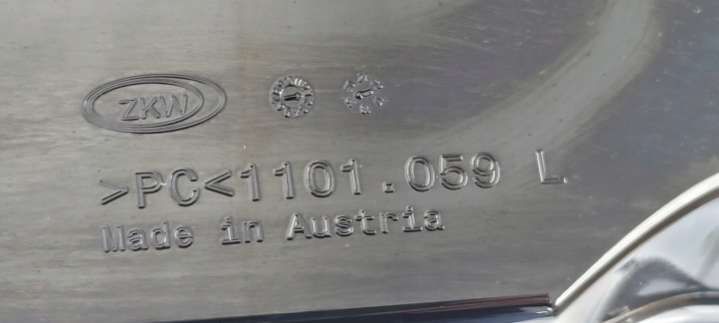 ZKW
>PC<1101.059 L
Made in Austria